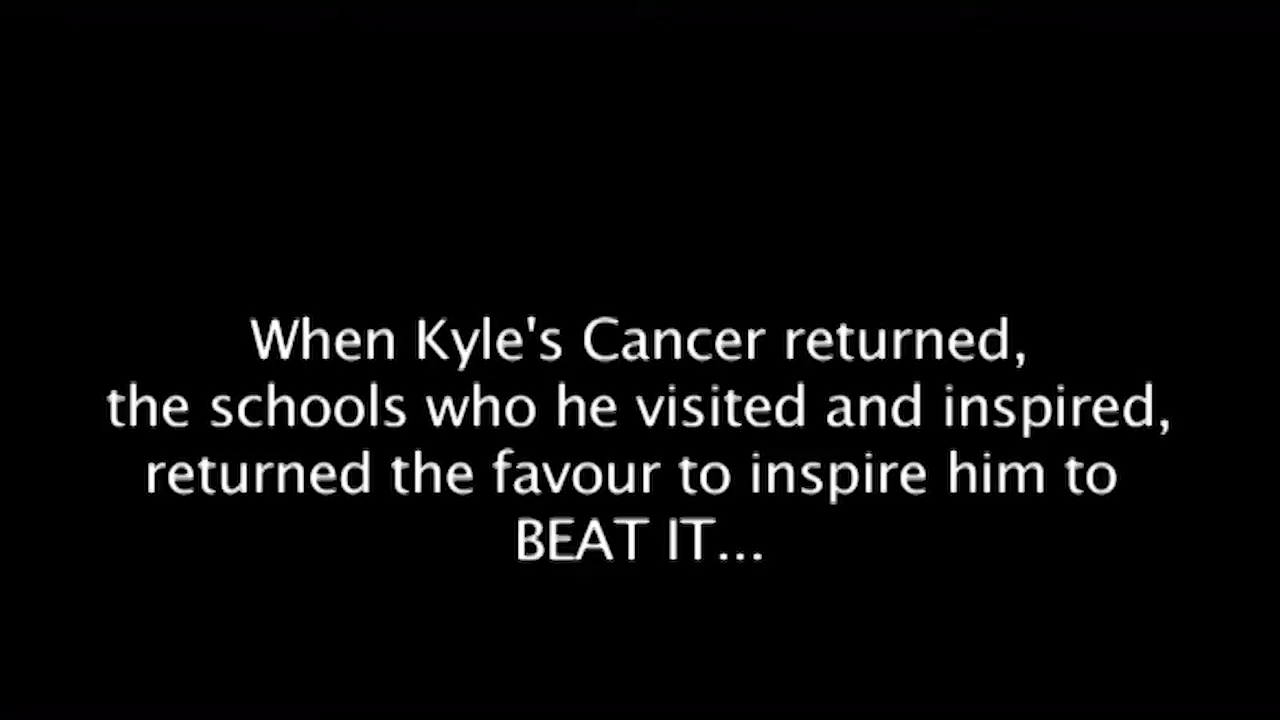 When Kyle's Cancer returned,
the schools who he visited and inspired,
returned the favour to inspire him to
BEAT IT...